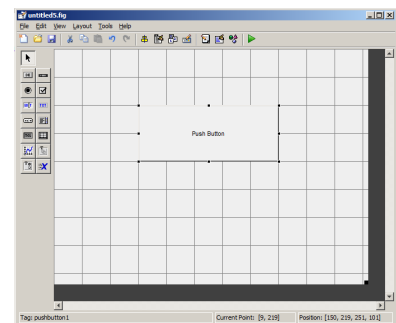 untitled5.fig
File Edit View Layout Tools Help
Push Button
Tag: pushbutton1
Current Point: [9, 219]
Position: [150, 219, 251, 101]